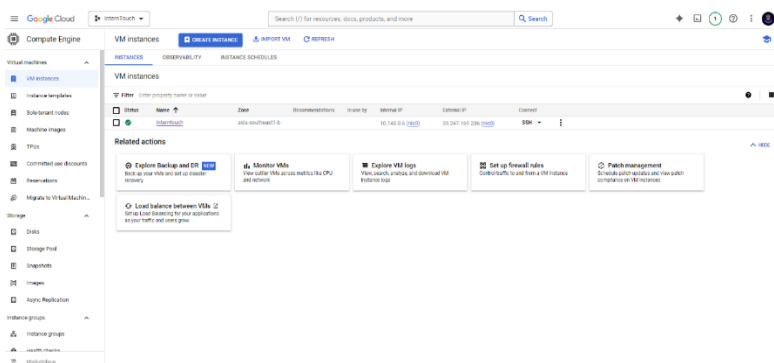 Google Cloud
InternTouch
Search (/) for resources, docs, products, and more
Search
1
Compute Engine
VM instances
CREATE INSTANCE
IMPORT VM
REFRESH
INSTANCES
OBSERVABILITY
INSTANCE SCHEDULES
VM instances
Filter Enter property name or value
Status
Name
Zone
Recommendations
In use by
Internal IP
External IP
Connect
interntouch
asia-southeast1-b
(nic0)
(nic0)
SSH
Related actions
HIDE
Explore Backup and DR NEW
Back up your VMs and set up disaster
recovery
Monitor VMs
View outlier VMs across metrics like CPU
and network
Explore VM logs
View, search, analyze, and download VM
instance logs
Set up firewall rules
Control traffic to and from a VM instance
Patch management
Schedule patch updates and view patch
compliance on VM instances
Load balance between VMs
Set up Load Balancing for your applications
as your traffic and users grow
Virtual machines
VM instances
Instance templates
Sole-tenant nodes
Machine images
TPUs
Committed use discounts
Reservations
Migrate to Virtual Machin...
Storage
Disks
Storage Pool
Snapshots
Images
Async Replication
Instance groups
Instance groups
Health checks
Marketplace